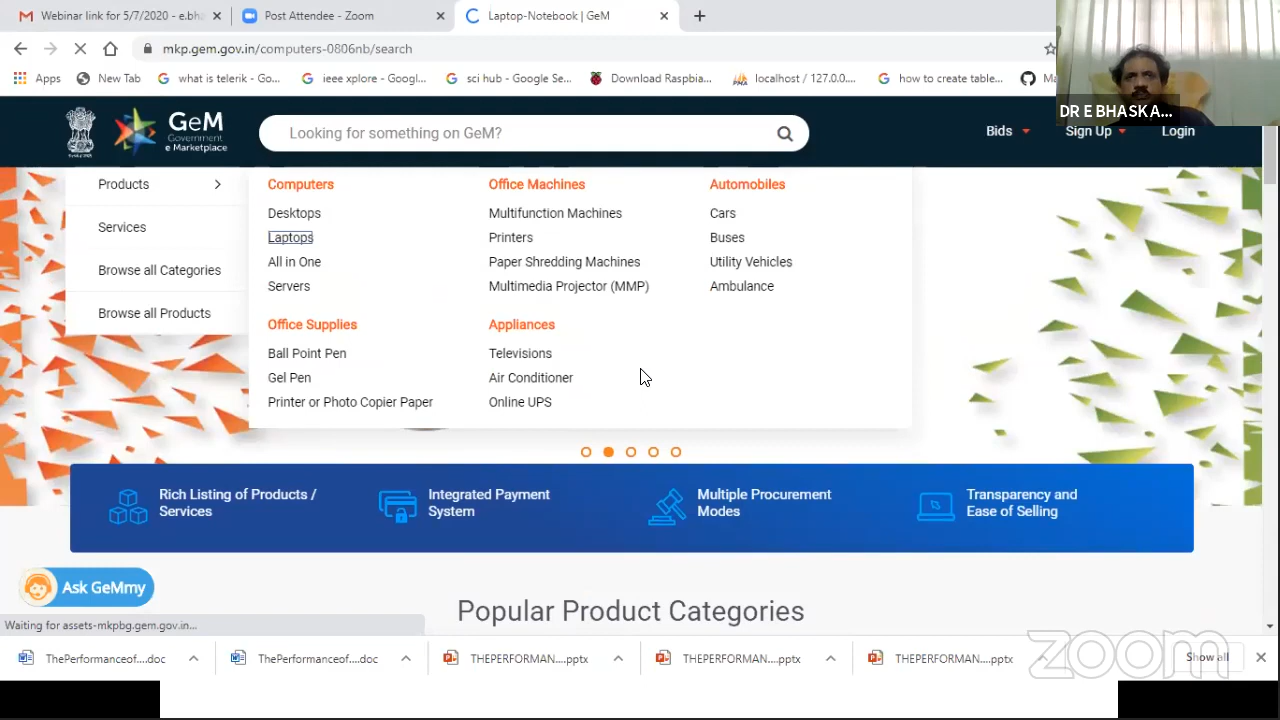 Webinar link for 5/7/2020 - e.bha
Post Attendee - Zoom
Laptop-Notebook | GeM
mkp.gem.gov.in/computers-0806nb/search
Apps
New Tab
what is telerik - Go...
ieee xplore - Googl...
sci hub - Google Se...
Download Raspbia...
localhost / 127.0.0....
how to create table...
Ma
DR E BHASK A...
GeM
Government
e Marketplace
Looking for something on GeM?
Bids
Sign Up
Login
Products
Services
Browse all Categories
Browse all Products
Computers
Desktops
Laptops
All in One
Servers
Office Machines
Multifunction Machines
Printers
Paper Shredding Machines
Multimedia Projector (MMP)
Automobiles
Cars
Buses
Utility Vehicles
Ambulance
Office Supplies
Ball Point Pen
Gel Pen
Printer or Photo Copier Paper
Appliances
Televisions
Air Conditioner
Online UPS
Rich Listing of Products /
Services
Integrated Payment
System
Multiple Procurement
Modes
Transparency and
Ease of Selling
Ask GeMmy
Popular Product Categories
Waiting for assets-mkpbg.gem.gov.in...
ThePerformanceof....doc
ThePerformanceof....doc
THEPERFORMAN....pptx
THEPERFORMAN....pptx
THEPERFORMAN....pptx
Show all
zoom